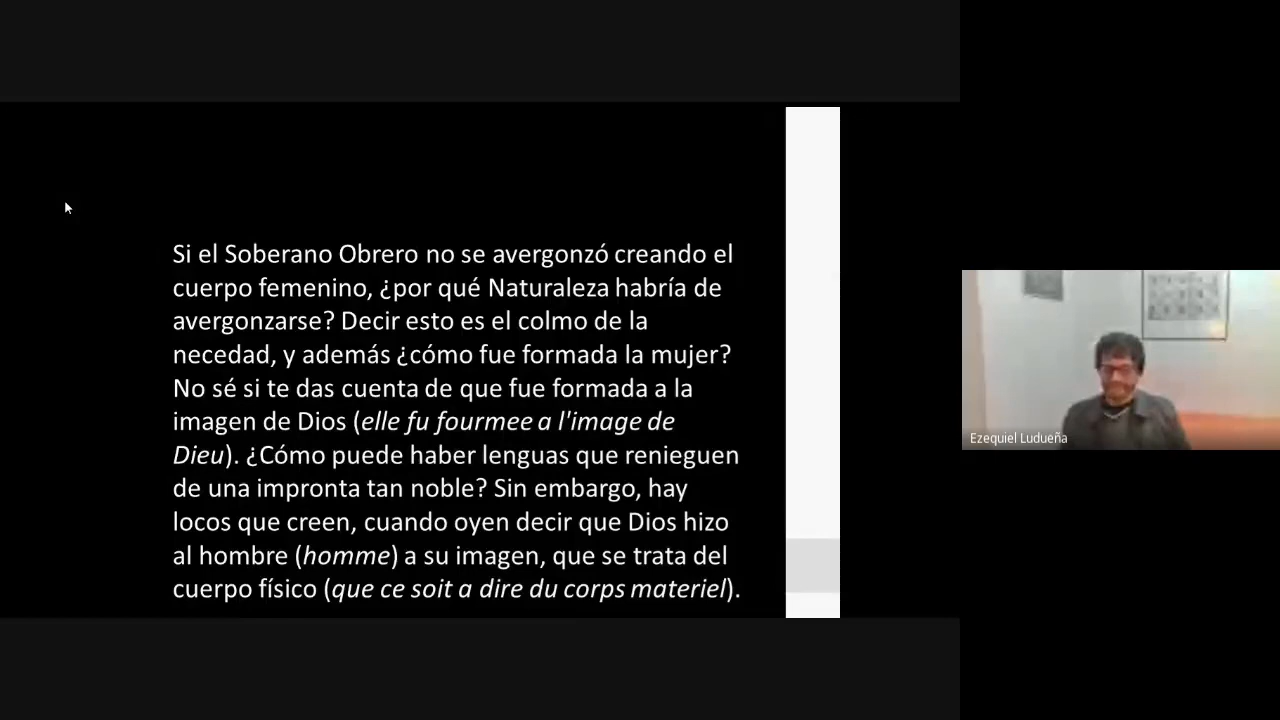 Si el Soberano Obrero no se avergonzó creando el
cuerpo femenino, ¿por qué Naturaleza habría de
avergonzarse? Decir esto es el colmo de la
necedad, y además ¿cómo fue formada la mujer?
No sé si te das cuenta de que fue formada a la
imagen de Dios (elle fu fourmee a l'image de
Dieu). ¿Cómo puede haber lenguas que renieguen
de una impronta tan noble? Sin embargo, hay
locos que creen, cuando oyen decir que Dios hizo
al hombre (homme) a su imagen, que se trata del
cuerpo físico (que ce soit a dire du corps materiel).
Ezequiel Ludueña